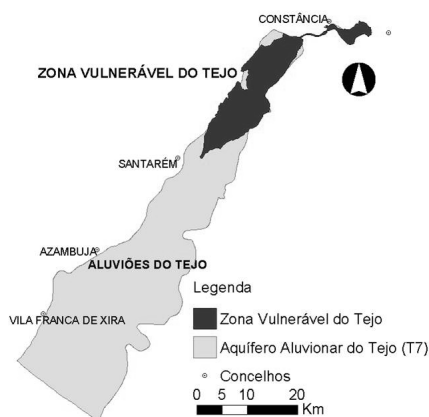 CONSTÂNCIA
ZONA VULNERÁVEL DO TEJO
SANTARÉM
AZAMBUJA
ALUVIÕES DO TEJO
VILA FRANCA DE XIRA
Legenda
Zona Vulnerável do Tejo
Aquífero Aluvionar do Tejo (T7)
Concelhos
0 5 10 20
Km